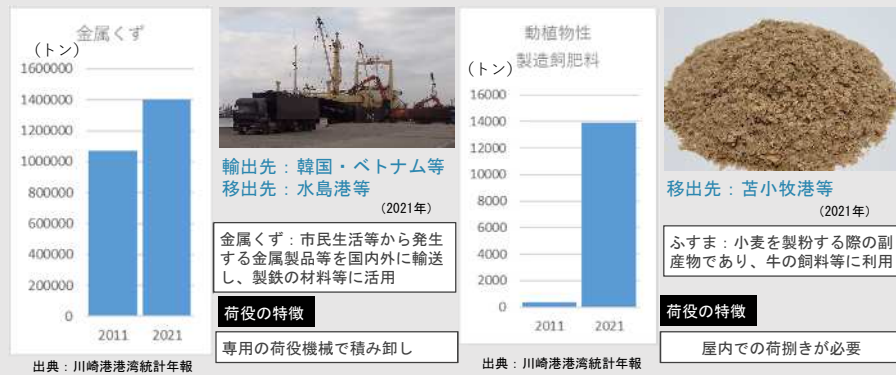 金属くず
（トン）
1600000
1400000
1200000
1000000
800000
600000
400000
200000
0
2011
2021
出典：川崎港港湾統計年報
輸出先：韓国・ベトナム等
移出先：水島港等
（2021年）
金属くず：市民生活等から発生
する金属製品等を国内外に輸送
し、製鉄の材料等に活用
荷役の特徴
専用の荷役機械で積み卸し
動植物性
製造飼肥料
（トン）
16000
14000
12000
10000
8000
6000
4000
2000
0
2011
2021
出典：川崎港港湾統計年報
移出先：苫小牧港等
（2021年）
ふすま：小麦を製粉する際の副
産物であり、牛の飼料等に利用
荷役の特徴
屋内での荷捌きが必要